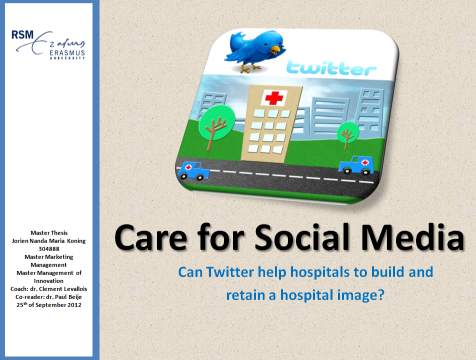 RSM
Erasmus
UNIVERSITY
twitter
Master Thesis
Jorien Nanda Maria Koning
304888
Master Marketing
Management
Master Management of
Innovation
Coach: dr. Clement Levallois
Co-reader: dr. Paul Beije
25th of September 2012
Care for Social Media
Can Twitter help hospitals to build and
retain a hospital image?